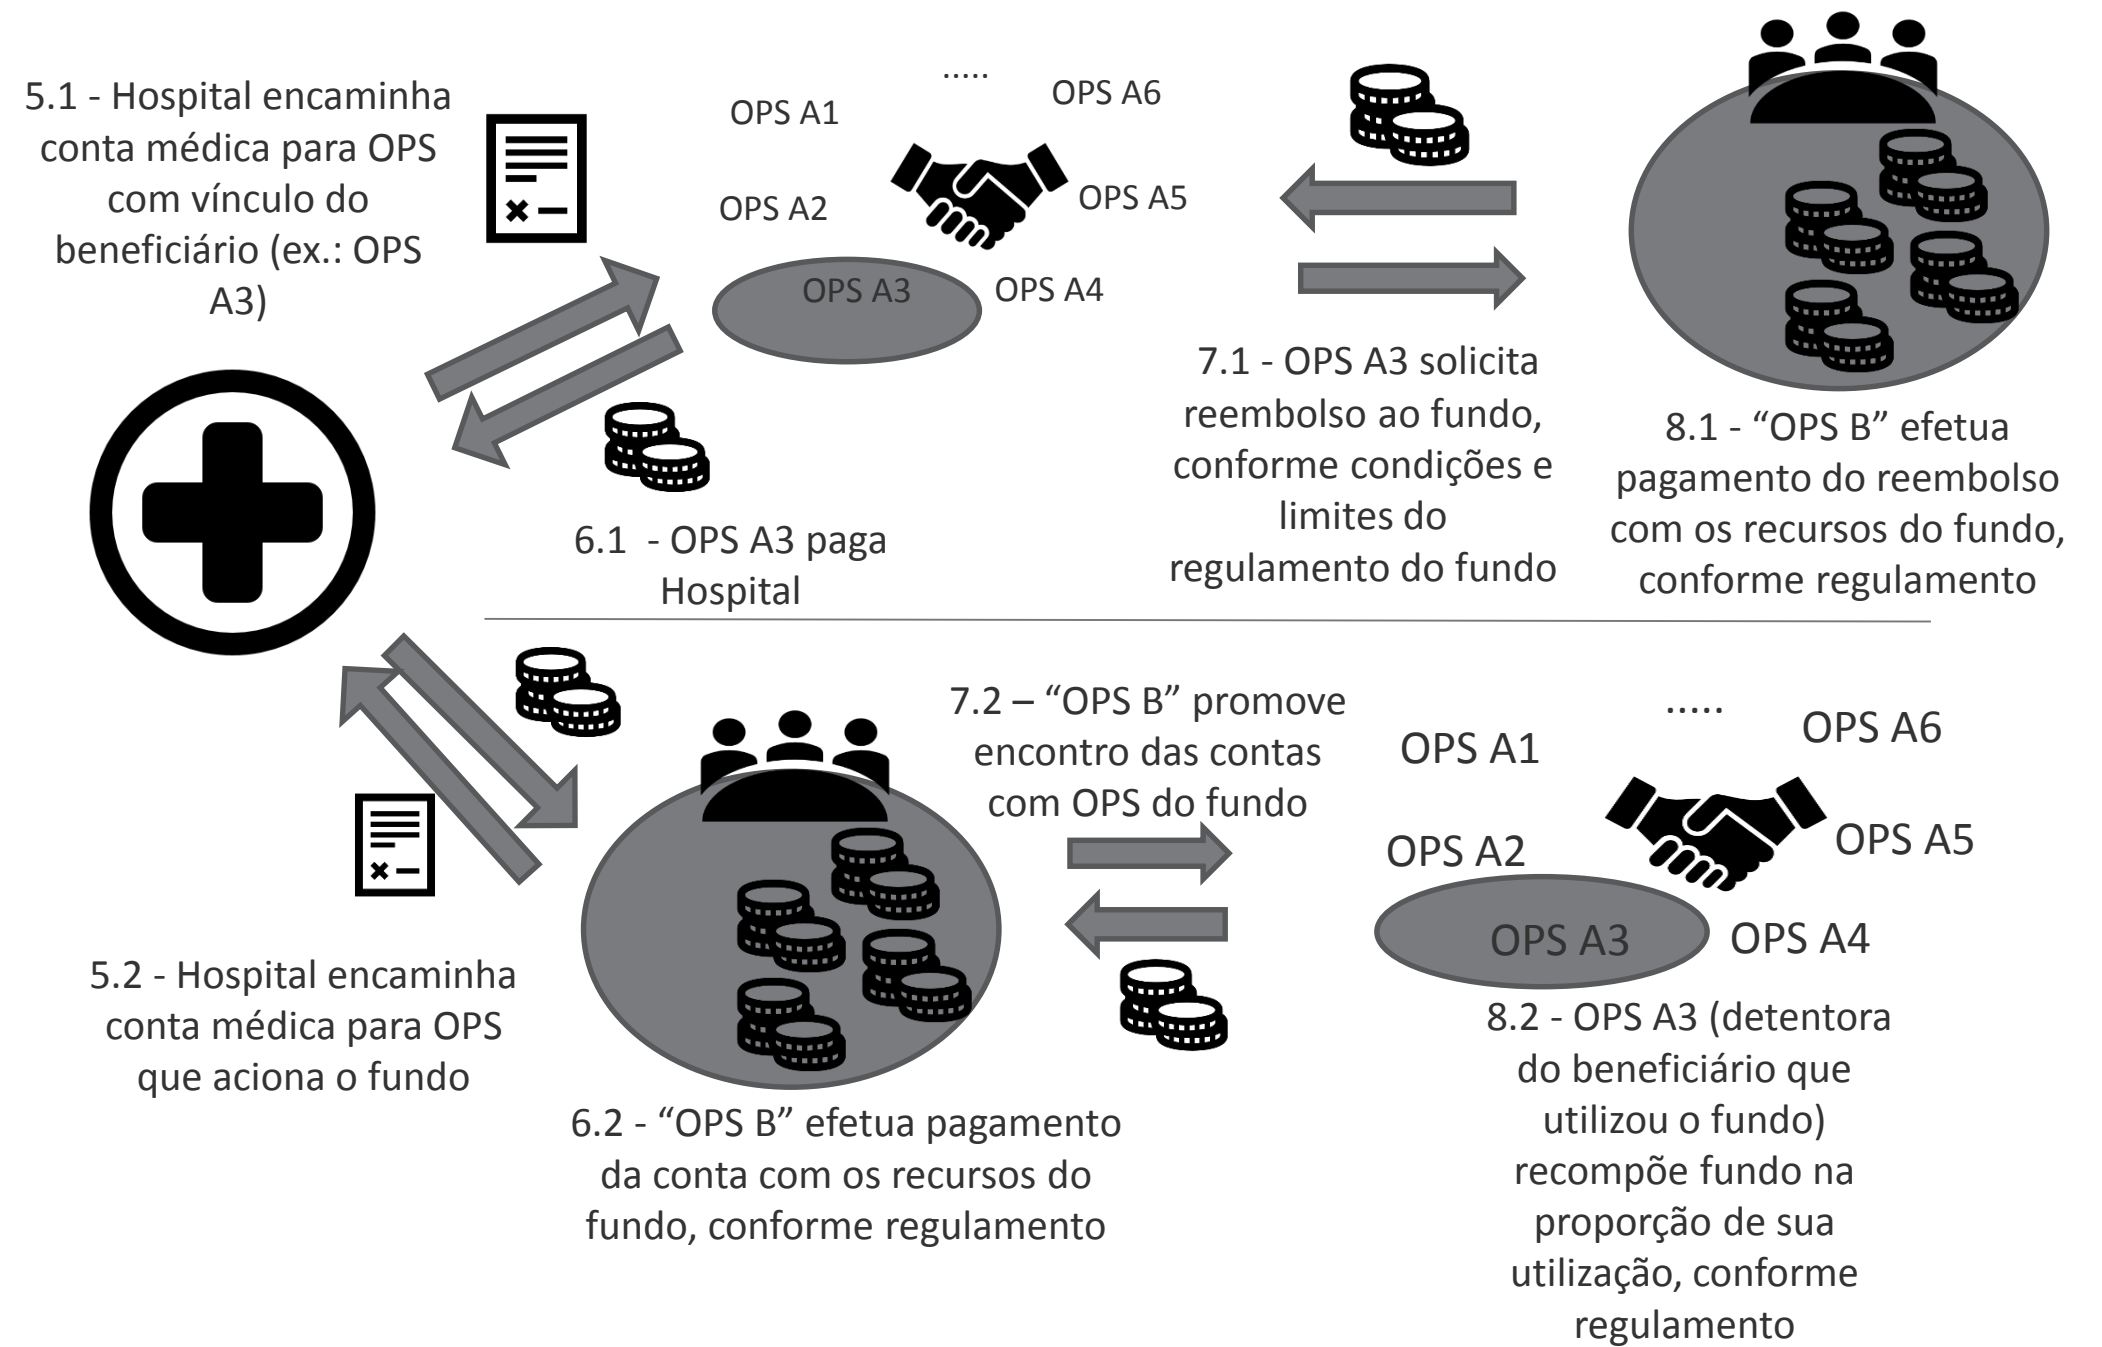 5.1 - Hospital encaminha
conta médica para OPS
com vínculo do
beneficiário (ex.: OPS
A3)
.....
OPS A1
OPS A6
OPS A2
OPS A5
OPS A3
OPS A4
6.1  - OPS A3 paga
Hospital
7.1 - OPS A3 solicita
reembolso ao fundo,
conforme condições e
limites do
regulamento do fundo
8.1 - “OPS B” efetua
pagamento do reembolso
com os recursos do fundo,
conforme regulamento
5.2 - Hospital encaminha
conta médica para OPS
que aciona o fundo
6.2 - “OPS B” efetua pagamento
da conta com os recursos do
fundo, conforme regulamento
7.2 – “OPS B” promove
encontro das contas
com OPS do fundo
.....
OPS A1
OPS A6
OPS A2
OPS A5
OPS A3
OPS A4
8.2 - OPS A3 (detentora
do beneficiário que
utilizou o fundo)
recompõe fundo na
proporção de sua
utilização, conforme
regulamento